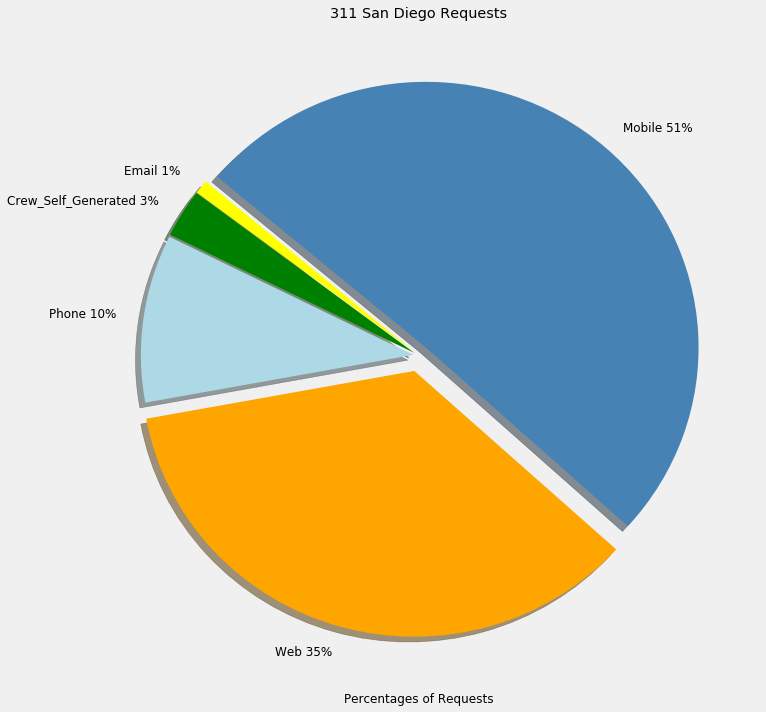 311 San Diego Requests
Mobile 51%
Email 1%
Crew_Self_Generated 3%
Phone 10%
Web 35%
Percentages of Requests